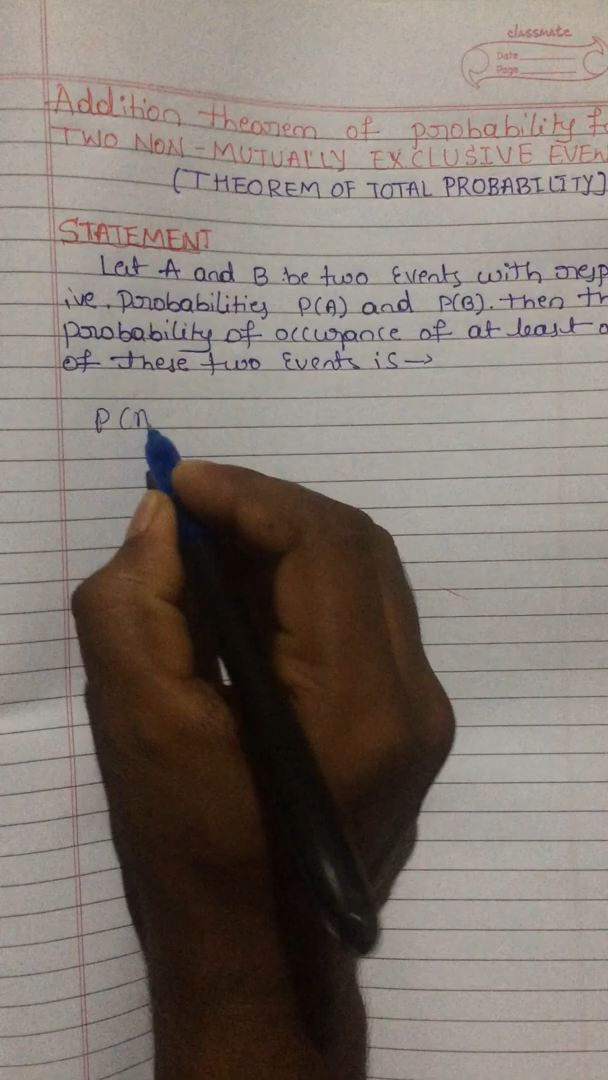 classmate
Date
Page
Addition theorem of probability fo
TWO NON-MUTUALLY EXCLUSIVE EVEN
(THEOREM OF TOTAL PROBABILITY)
STATEMENT
Let A and B be two Events with resp
ive. Probabilities P(A) and P(B). then th
probability of occurance of at least o
of these two Events is →
P(